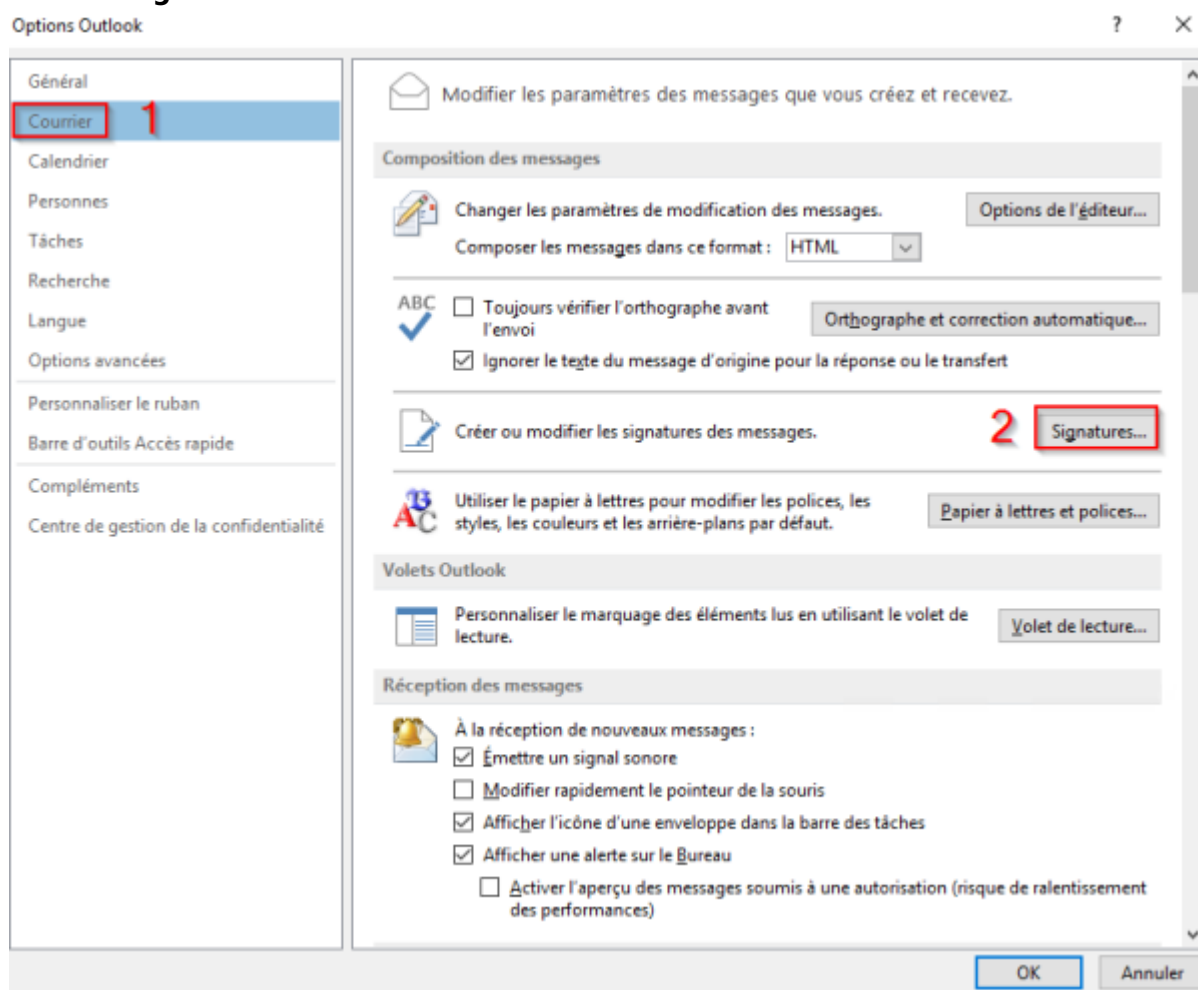 Options Outlook
?
Général
Courrier
1
Calendrier
Personnes
Tâches
Recherche
Langue
Options avancées
Personnaliser le ruban
Barre d'outils Accès rapide
Compléments
Centre de gestion de la confidentialité
Modifier les paramètres des messages que vous créez et recevez.
Composition des messages
Changer les paramètres de modification des messages.
Options de l'éditeur...
Composer les messages dans ce format :
HTML
ABC
Toujours vérifier l'orthographe avant
l'envoi
Orthographe et correction automatique...
Ignorer le texte du message d'origine pour la réponse ou le transfert
Créer ou modifier les signatures des messages.
2
Signatures...
Utiliser le papier à lettres pour modifier les polices, les
styles, les couleurs et les arrière-plans par défaut.
Papier à lettres et polices...
Volets Outlook
Personnaliser le marquage des éléments lus en utilisant le volet de
lecture.
Volet de lecture...
Réception des messages
À la réception de nouveaux messages :
Émettre un signal sonore
Modifier rapidement le pointeur de la souris
Afficher l'icône d'une enveloppe dans la barre des tâches
Afficher une alerte sur le Bureau
Activer l'aperçu des messages soumis à une autorisation (risque de ralentissement
des performances)
OK
Annuler